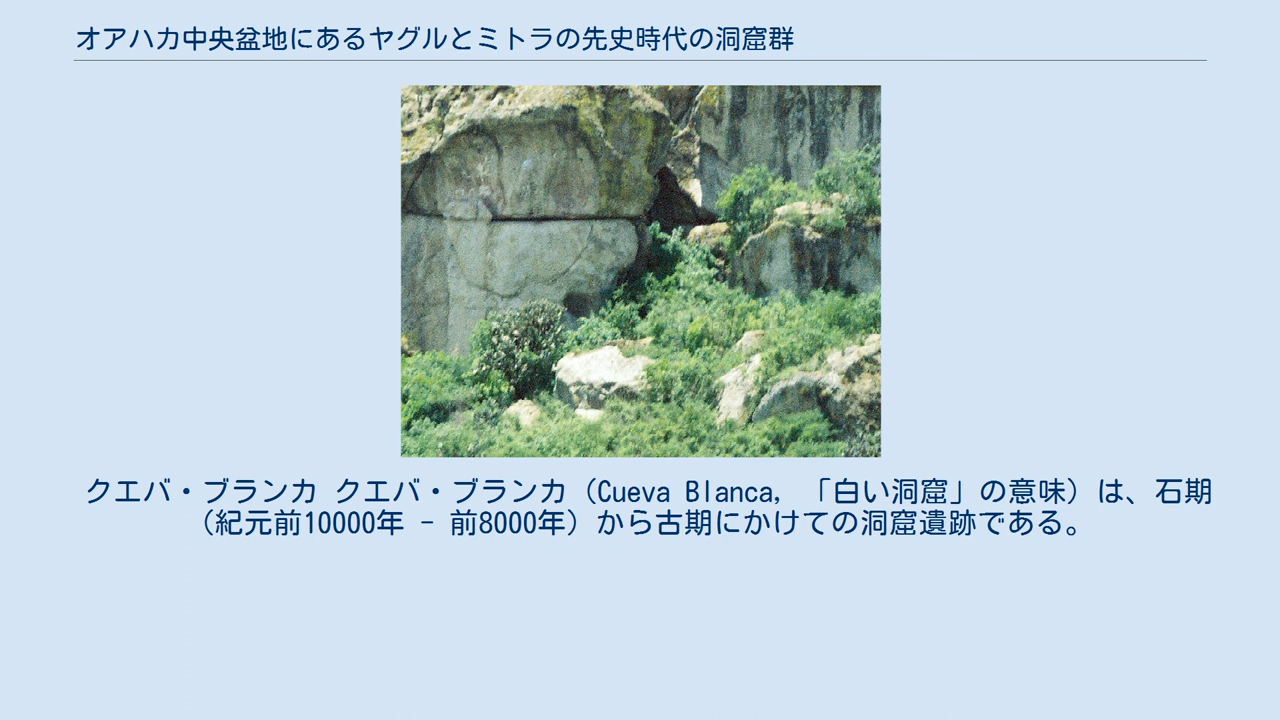 オアハカ中央盆地にあるヤグルとミトラの先史時代の洞窟群
クエバ・ブランカ クエバ・ブランカ（Cueva Blanca, 「白い洞窟」の意味）は、石期
（紀元前10000年 - 前8000年）から古期にかけての洞窟遺跡である。